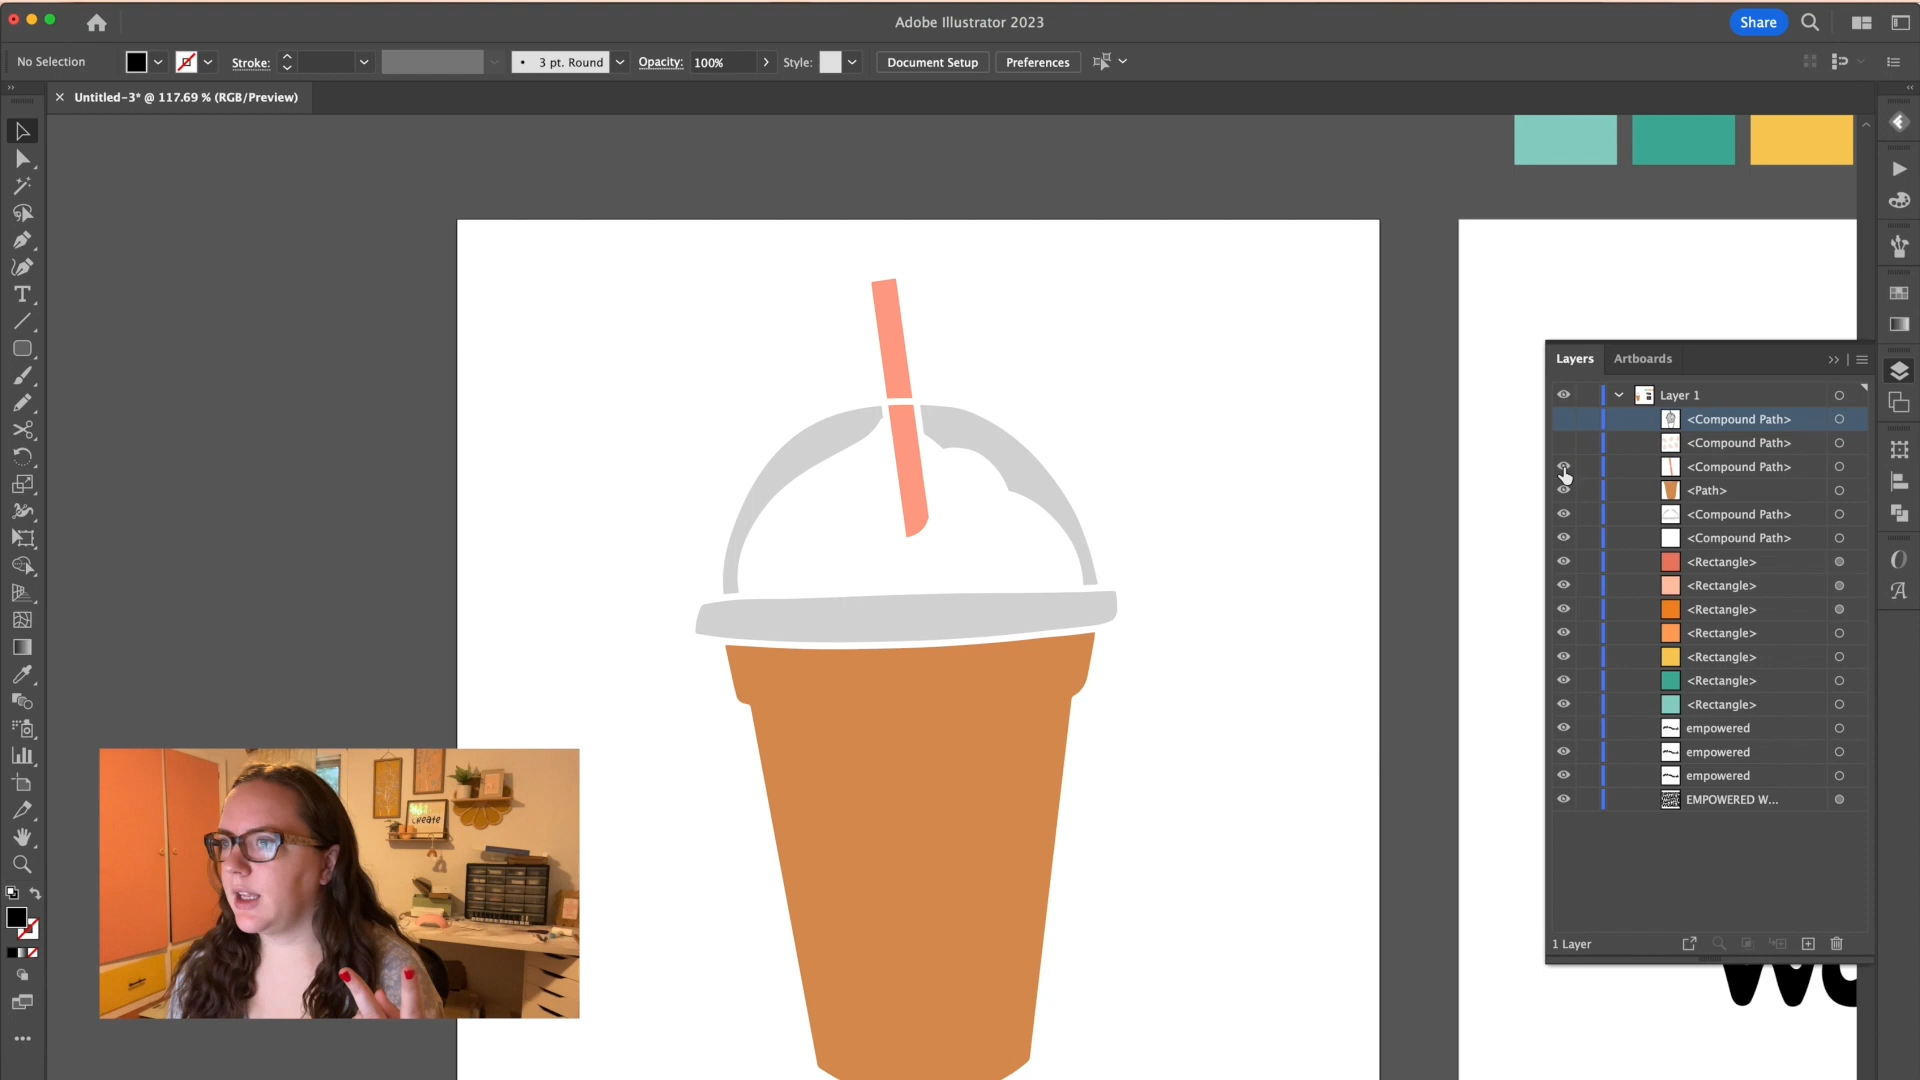 Adobe Illustrator 2023
Share
No Selection
Stroke:
3 pt. Round
Opacity:
100%
Style:
Document Setup
Preferences
Untitled-3* @ 117.69 % (RGB/Preview)
Layers
Artboards
Layer 1
<Compound Path>
<Compound Path>
<Compound Path>
<Path>
<Compound Path>
<Compound Path>
<Rectangle>
<Rectangle>
<Rectangle>
<Rectangle>
<Rectangle>
<Rectangle>
<Rectangle>
empowered
empowered
empowered
EMPOWERED W...
create
1 Layer